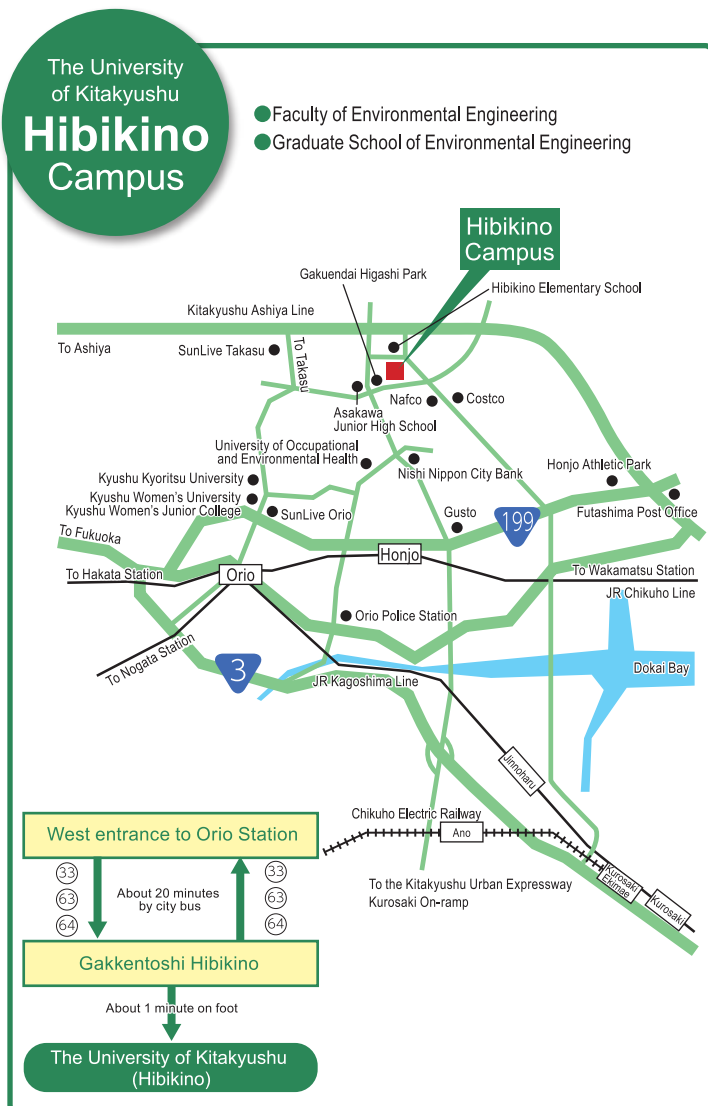 The University
of Kitakyushu
Hibikino
Campus
●Faculty of Environmental Engineering
●Graduate School of Environmental Engineering
Hibikino
Campus
Gakuendai Higashi Park
Hibikino Elementary School
Kitakyushu Ashiya Line
To Ashiya
SunLive Takasu
To Takasu
Nafco
Costco
Asakawa
Junior High School
University of Occupational
and Environmental Health
Nishi Nippon City Bank
Honjo Athletic Park
Kyushu Kyoritsu University
Kyushu Women's University
Kyushu Women's Junior College
SunLive Orio
Gusto
199
Futashima Post Office
To Fukuoka
Honjo
To Hakata Station
Orio
To Wakamatsu Station
JR Chikuho Line
Orio Police Station
To Nogata Station
3
JR Kagoshima Line
Dokai Bay
Jinnoharu
Chikuho Electric Railway
Ano
Kurosaki
Ekimae
Kurosaki
To the Kitakyushu Urban Expressway
Kurosaki On-ramp
West entrance to Orio Station
33
63
64
About 20 minutes
by city bus
33
63
64
Gakkentoshi Hibikino
About 1 minute on foot
The University of Kitakyushu
(Hibikino)